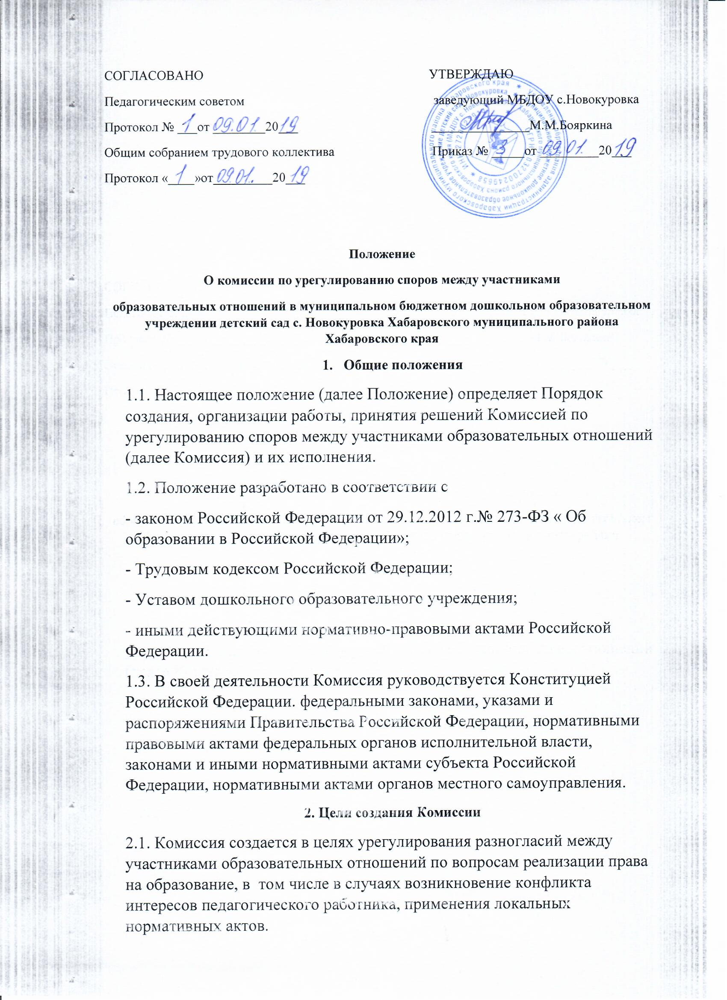 СОГЛАСОВАНО
Педагогическим советом
Протокол № 1 от 09.01 2019
Общим собранием трудового коллектива
Протокол «1»от 09.01. 2019
УТВЕРЖДАЮ
заведующий МБДОУ с.Новокуровка
М.М.Бояркина
Приказ № 3 от 09.01. 2019
Положение
О комиссии по урегулированию споров между участниками
образовательных отношений в муниципальном бюджетном дошкольном образовательном
учреждении детский сад с. Новокуровка Хабаровского муниципального района
Хабаровского края
1. Общие положения
1.1. Настоящее положение (далее Положение) определяет Порядок
создания, организации работы, принятия решений Комиссией по
урегулированию споров между участниками образовательных отношений
(далее Комиссия) и их исполнения.
1.2. Положение разработано в соответствии с
- законом Российской Федерации от 29.12.2012 г.№ 273-ФЗ « Об
образовании в Российской Федерации»;
- Трудовым кодексом Российской Федерации;
- Уставом дошкольного образовательного учреждения;
- иными действующими нормативно-правовыми актами Российской
Федерации.
1.3. В своей деятельности Комиссия руководствуется Конституцией
Российской Федерации. федеральными законами, указами и
распоряжениями Правительства Российской Федерации, нормативными
правовыми актами федеральных органов исполнительной власти,
законами и иными нормативными актами субъекта Российской
Федерации, нормативными актами органов местного самоуправления.
2. Цели создания Комиссии
2.1. Комиссия создается в целях урегулирования разногласий между
участниками образовательных отношений по вопросам реализации права
на образование, в том числе в случаях возникновение конфликта
интересов педагогического работника, применения локальных
нормативных актов.